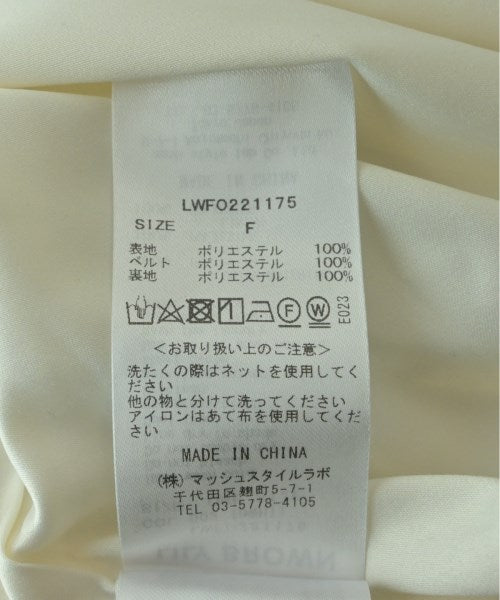 LWFO221175
SIZE F
表地 ポリエステル 100%
ベルト ポリエステル 100%
裏地 ポリエステル 100%
F W E023
<お取り扱い上のご注意>
洗たくの際はネットを使用してく
ださい
他の物と分けて洗ってください
アイロンはあて布を使用してくだ
さい
MADE IN CHINA
(株) マッシュスタイルラボ
千代田区麹町5-7-1
TEL 03-5778-4105
LILY BROWN